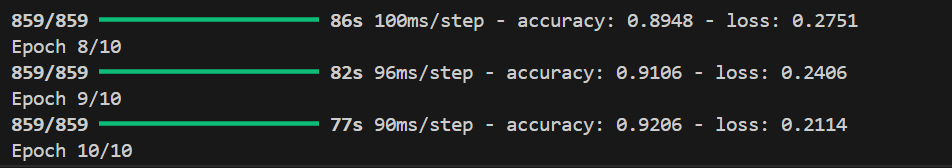 859/859 86s 100ms/step - accuracy: 0.8948 - loss: 0.2751
Epoch 8/10
859/859 82s 96ms/step - accuracy: 0.9106 - loss: 0.2406
Epoch 9/10
859/859 77s 90ms/step - accuracy: 0.9206 - loss: 0.2114
Epoch 10/10